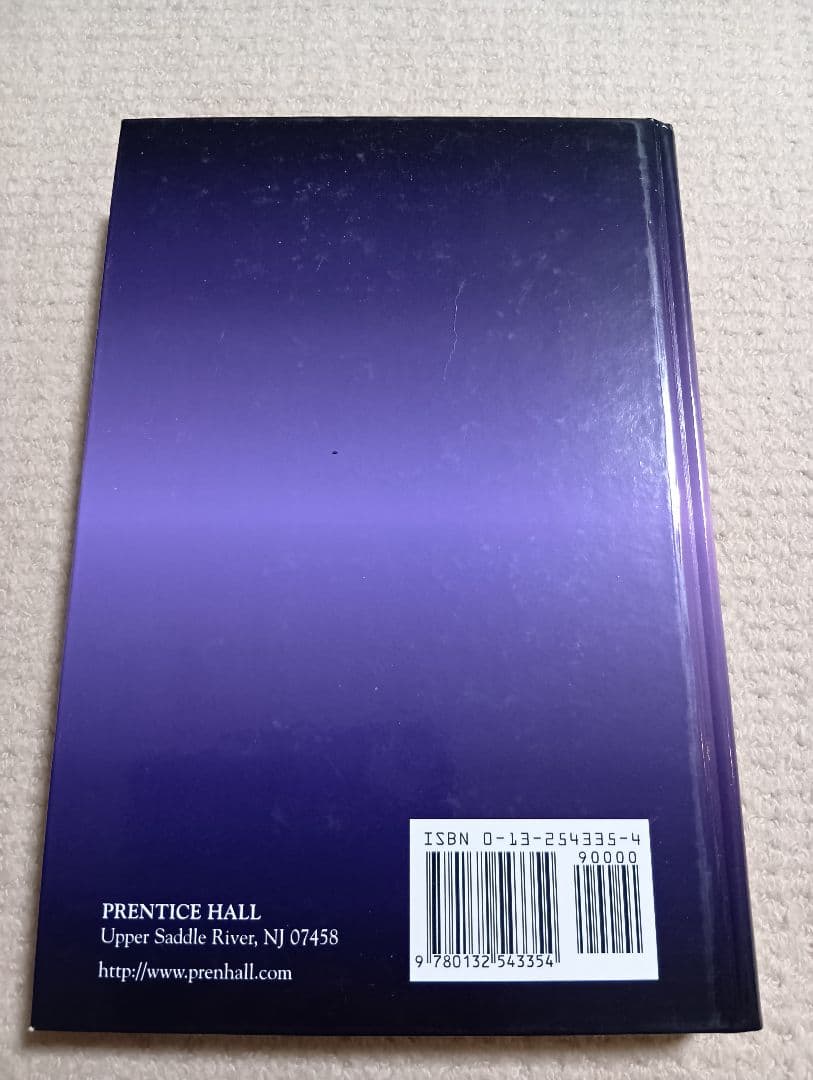 ISBN 0-13-254335-4
90000
9 780132 543354
PRENTICE HALL
Upper Saddle River, NJ 07458
http://www.prenhall.com